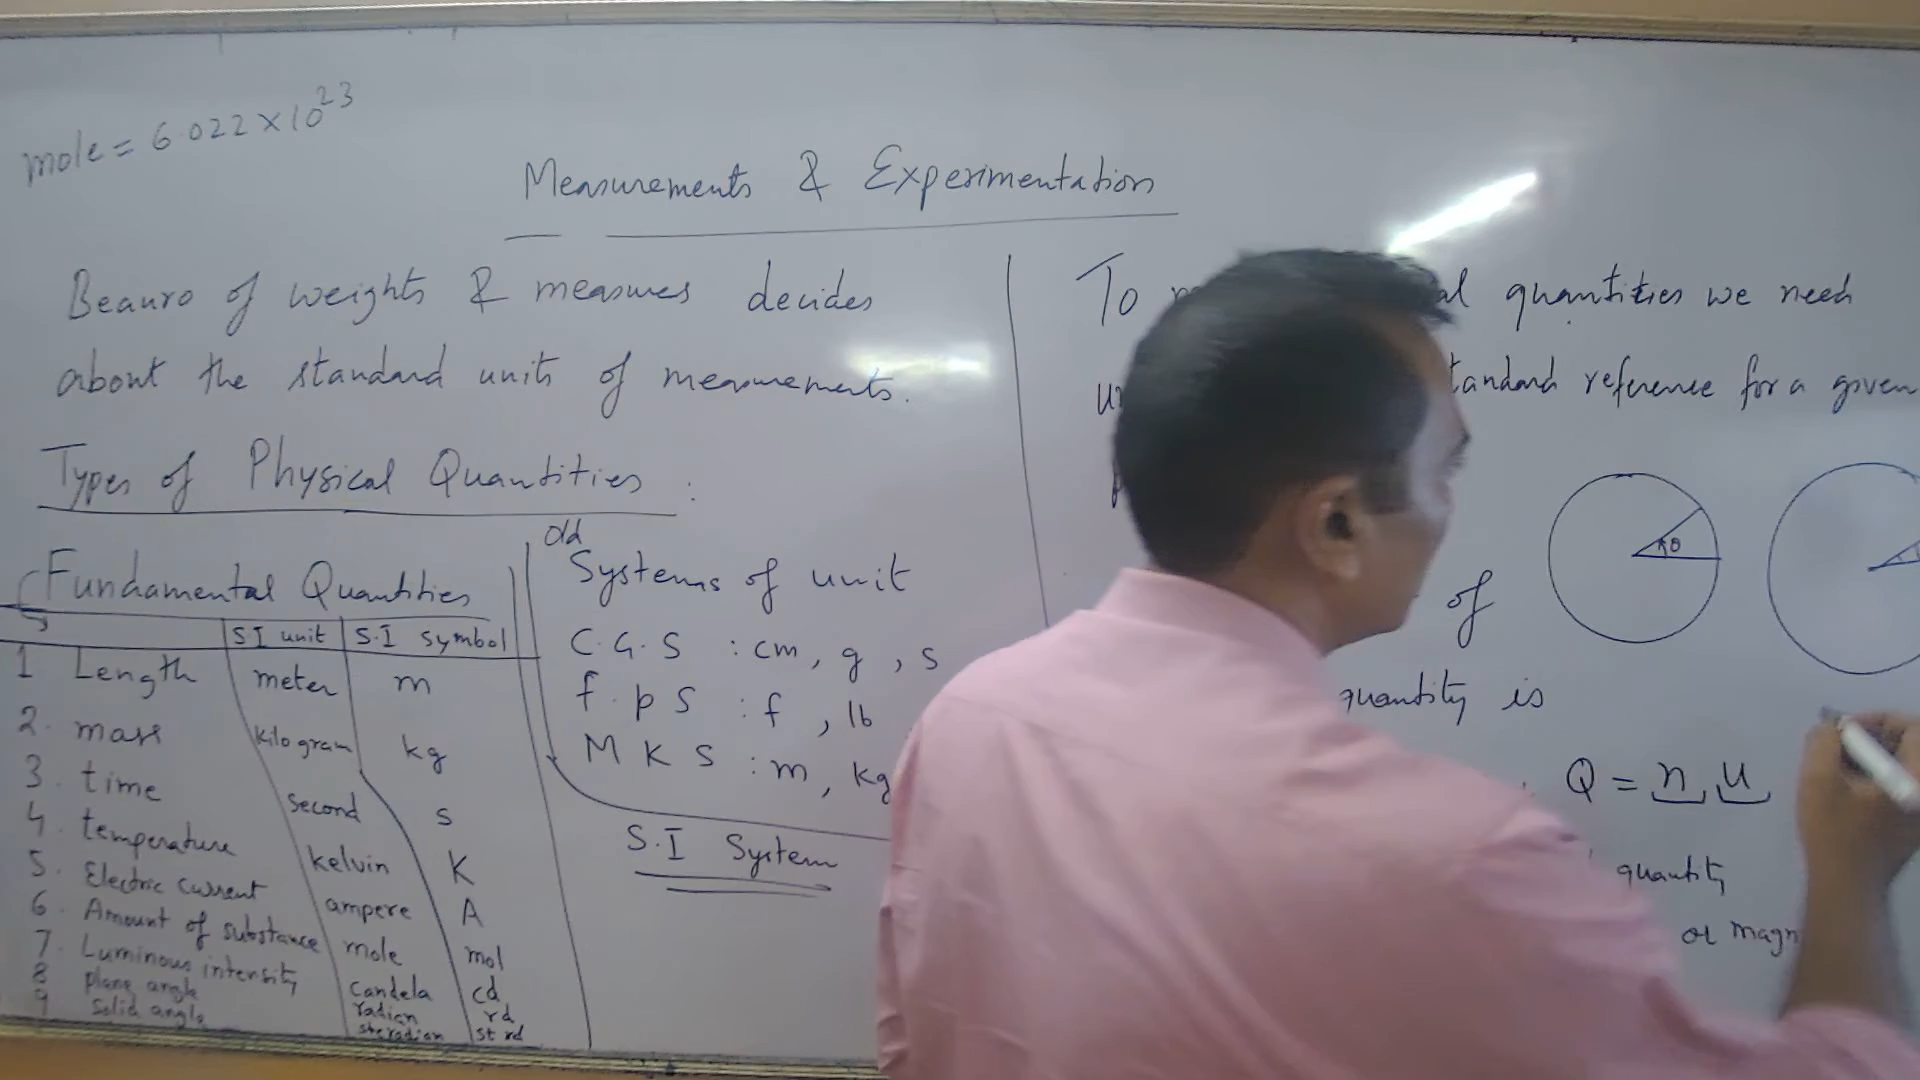 mole = 6.022 × 10²³
Measurements & Experimentation
Beauro of weights & measures decides
about the standard units of measurements.
Types of Physical Quantities :
Fundamental Quantities
SI unit S.I symbol
1 Length meter m
2. mass kilogram kg
3. time second s
4. temperature kelvin K
5. Electric current ampere A
6. Amount of substance mole mol
7. Luminous intensity candela cd
8 plane angle radian rd
9 Solid angle steradian st rd
old
Systems of unit
C.G.S : cm, g, s
f.p.s : f, lb
M K S : m, kg
S.I System
To quantities we need
reference for a given
θ
of
quantity is
Q = n u
quantity
or